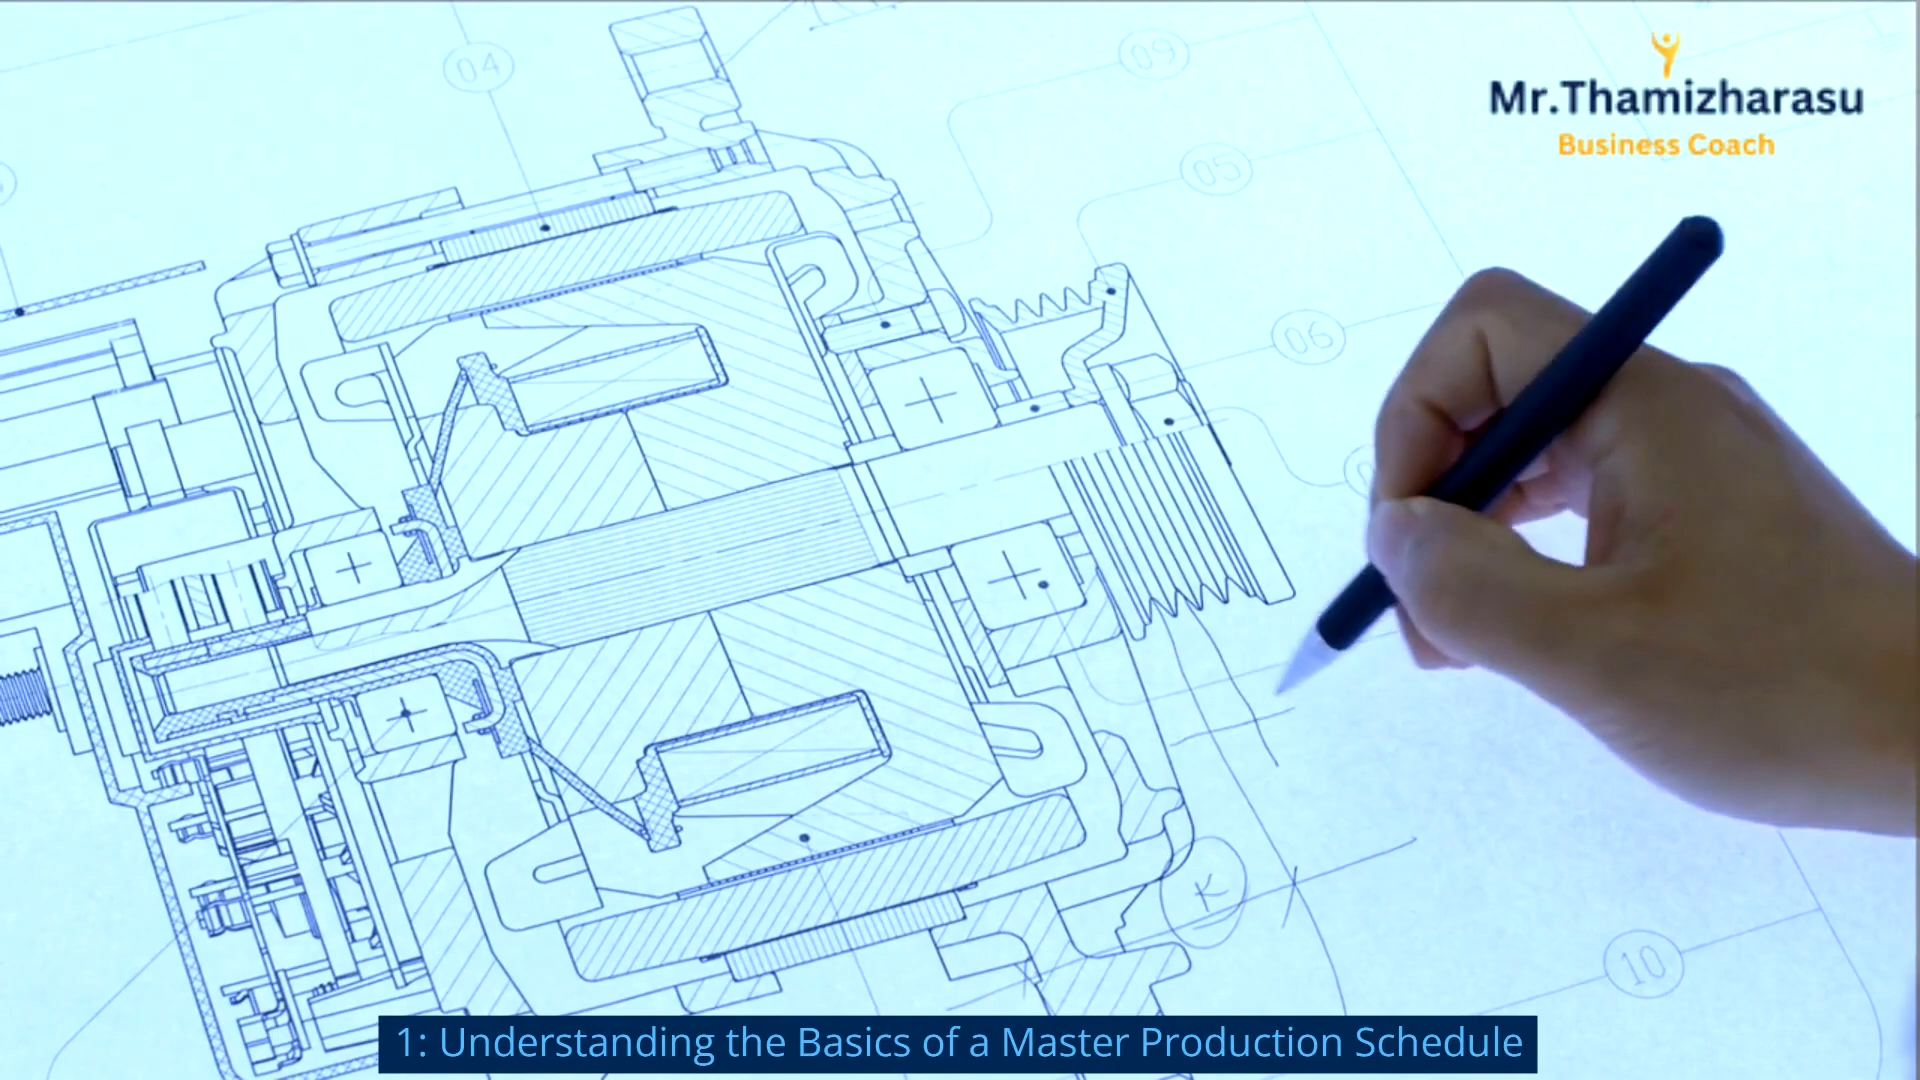 04
09
Mr.Thamizharasu
Business Coach
05
06
K
10
1: Understanding the Basics of a Master Production Schedule